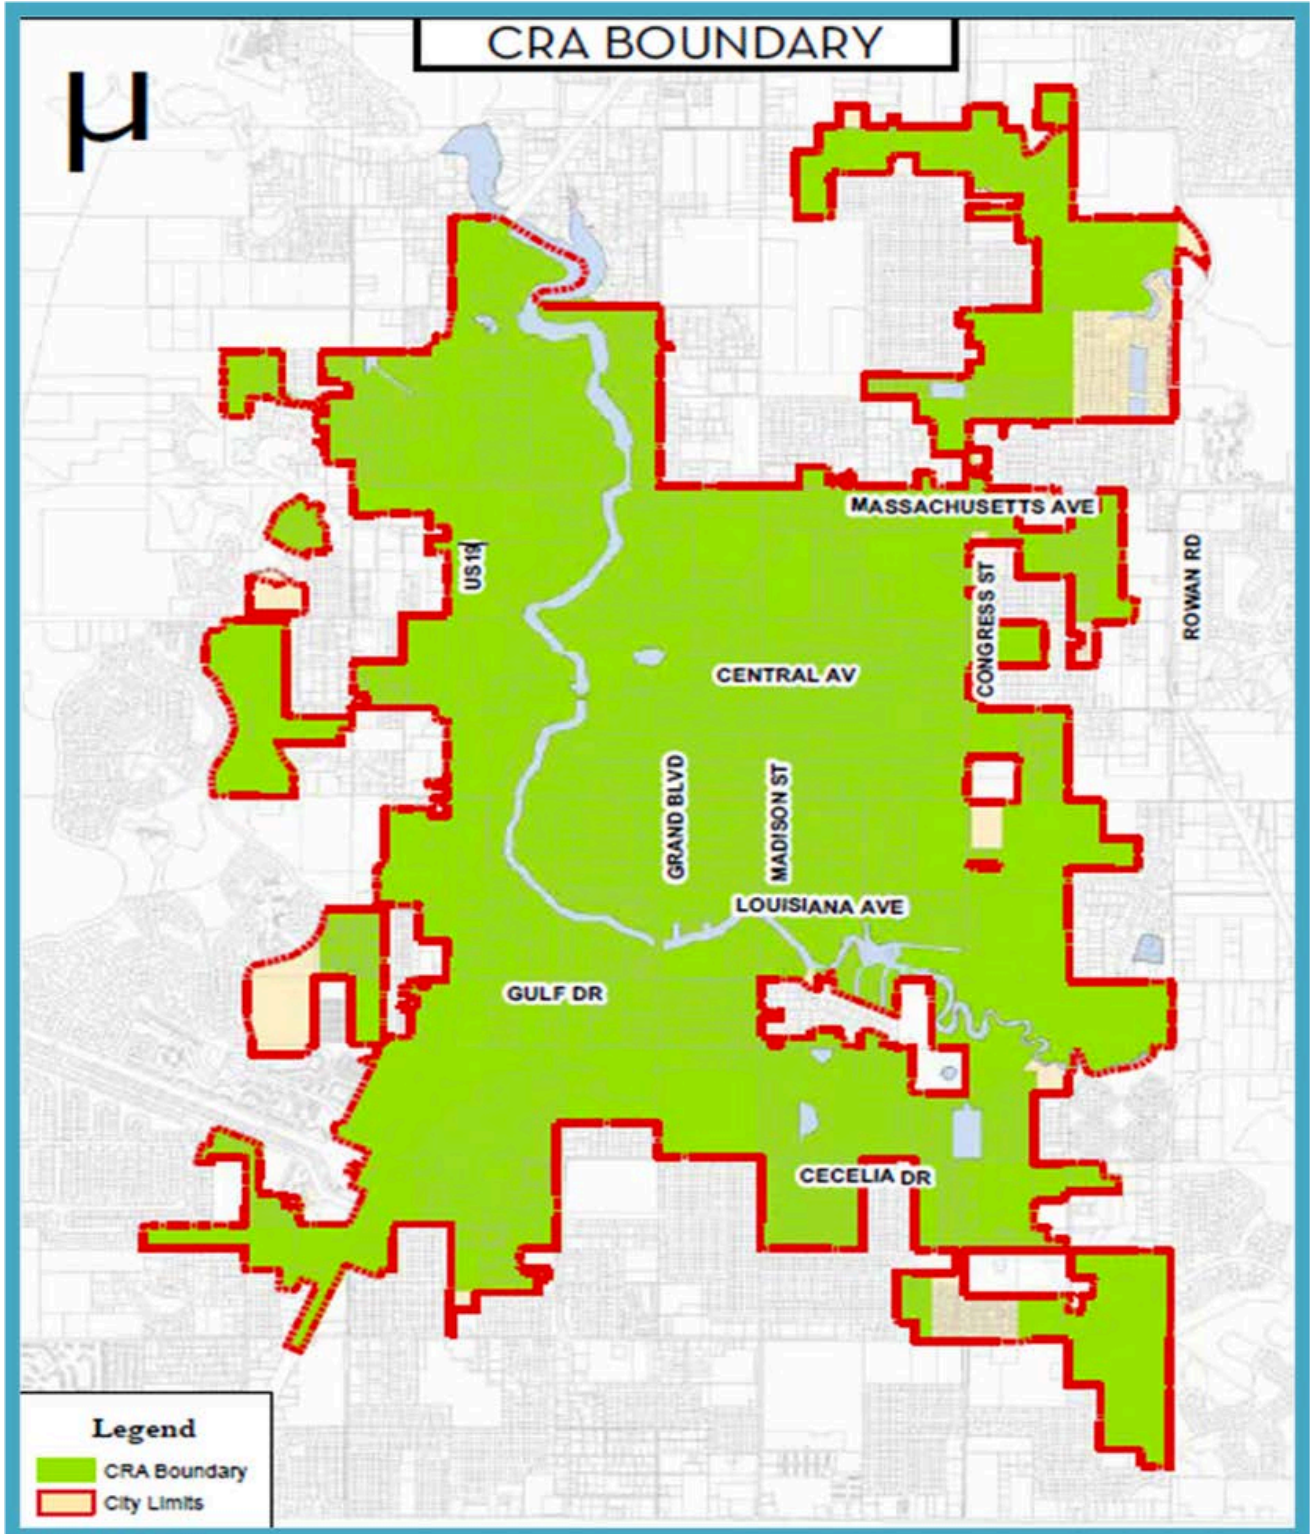 CRA BOUNDARY
μ
MASSACHUSETTS AVE
US19
ROWAN RD
CONGRESS ST
CENTRAL AV
GRAND BLVD
MADISON ST
LOUISIANA AVE
GULF DR
CECELIA DR
Legend
CRA Boundary
City Limits